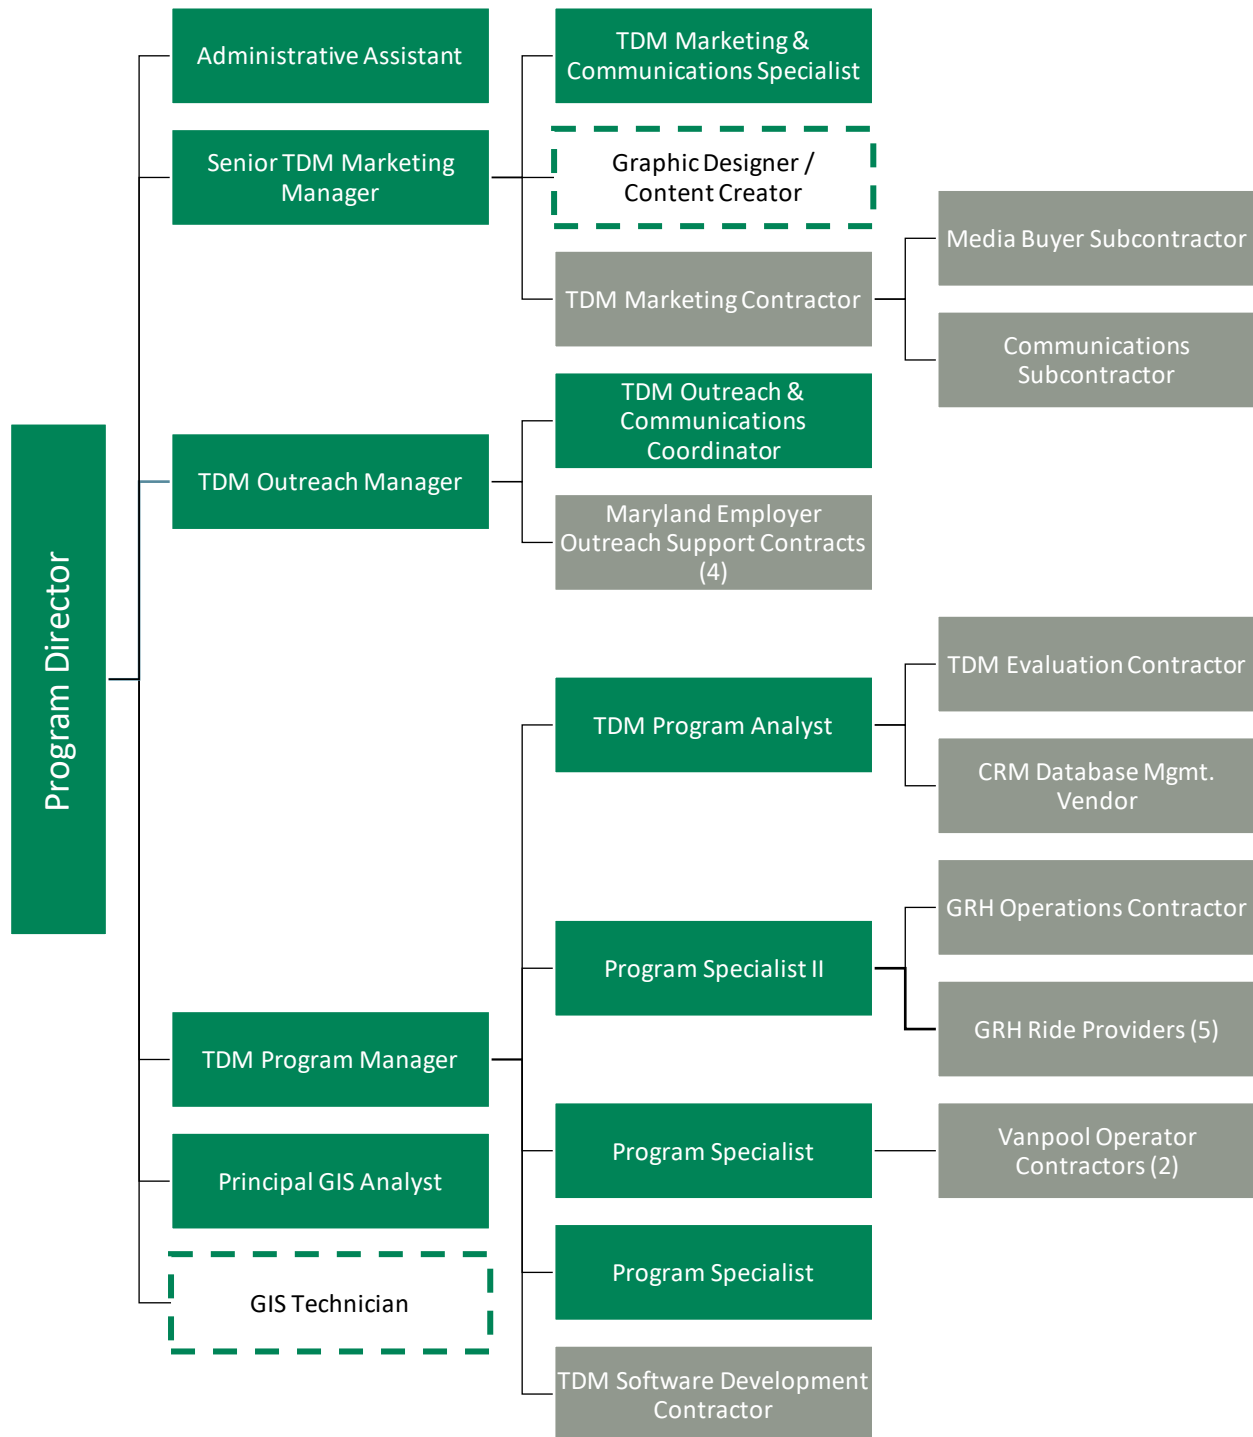 Program Director
Administrative Assistant
Senior TDM Marketing
Manager
TDM Marketing &
Communications Specialist
Graphic Designer /
Content Creator
TDM Marketing Contractor
Media Buyer Subcontractor
Communications
Subcontractor
TDM Outreach Manager
TDM Outreach &
Communications
Coordinator
Maryland Employer
Outreach Support Contracts
(4)
TDM Program Manager
TDM Program Analyst
TDM Evaluation Contractor
CRM Database Mgmt.
Vendor
Program Specialist II
GRH Operations Contractor
GRH Ride Providers (5)
Program Specialist
Vanpool Operator
Contractors (2)
Program Specialist
TDM Software Development
Contractor
Principal GIS Analyst
GIS Technician